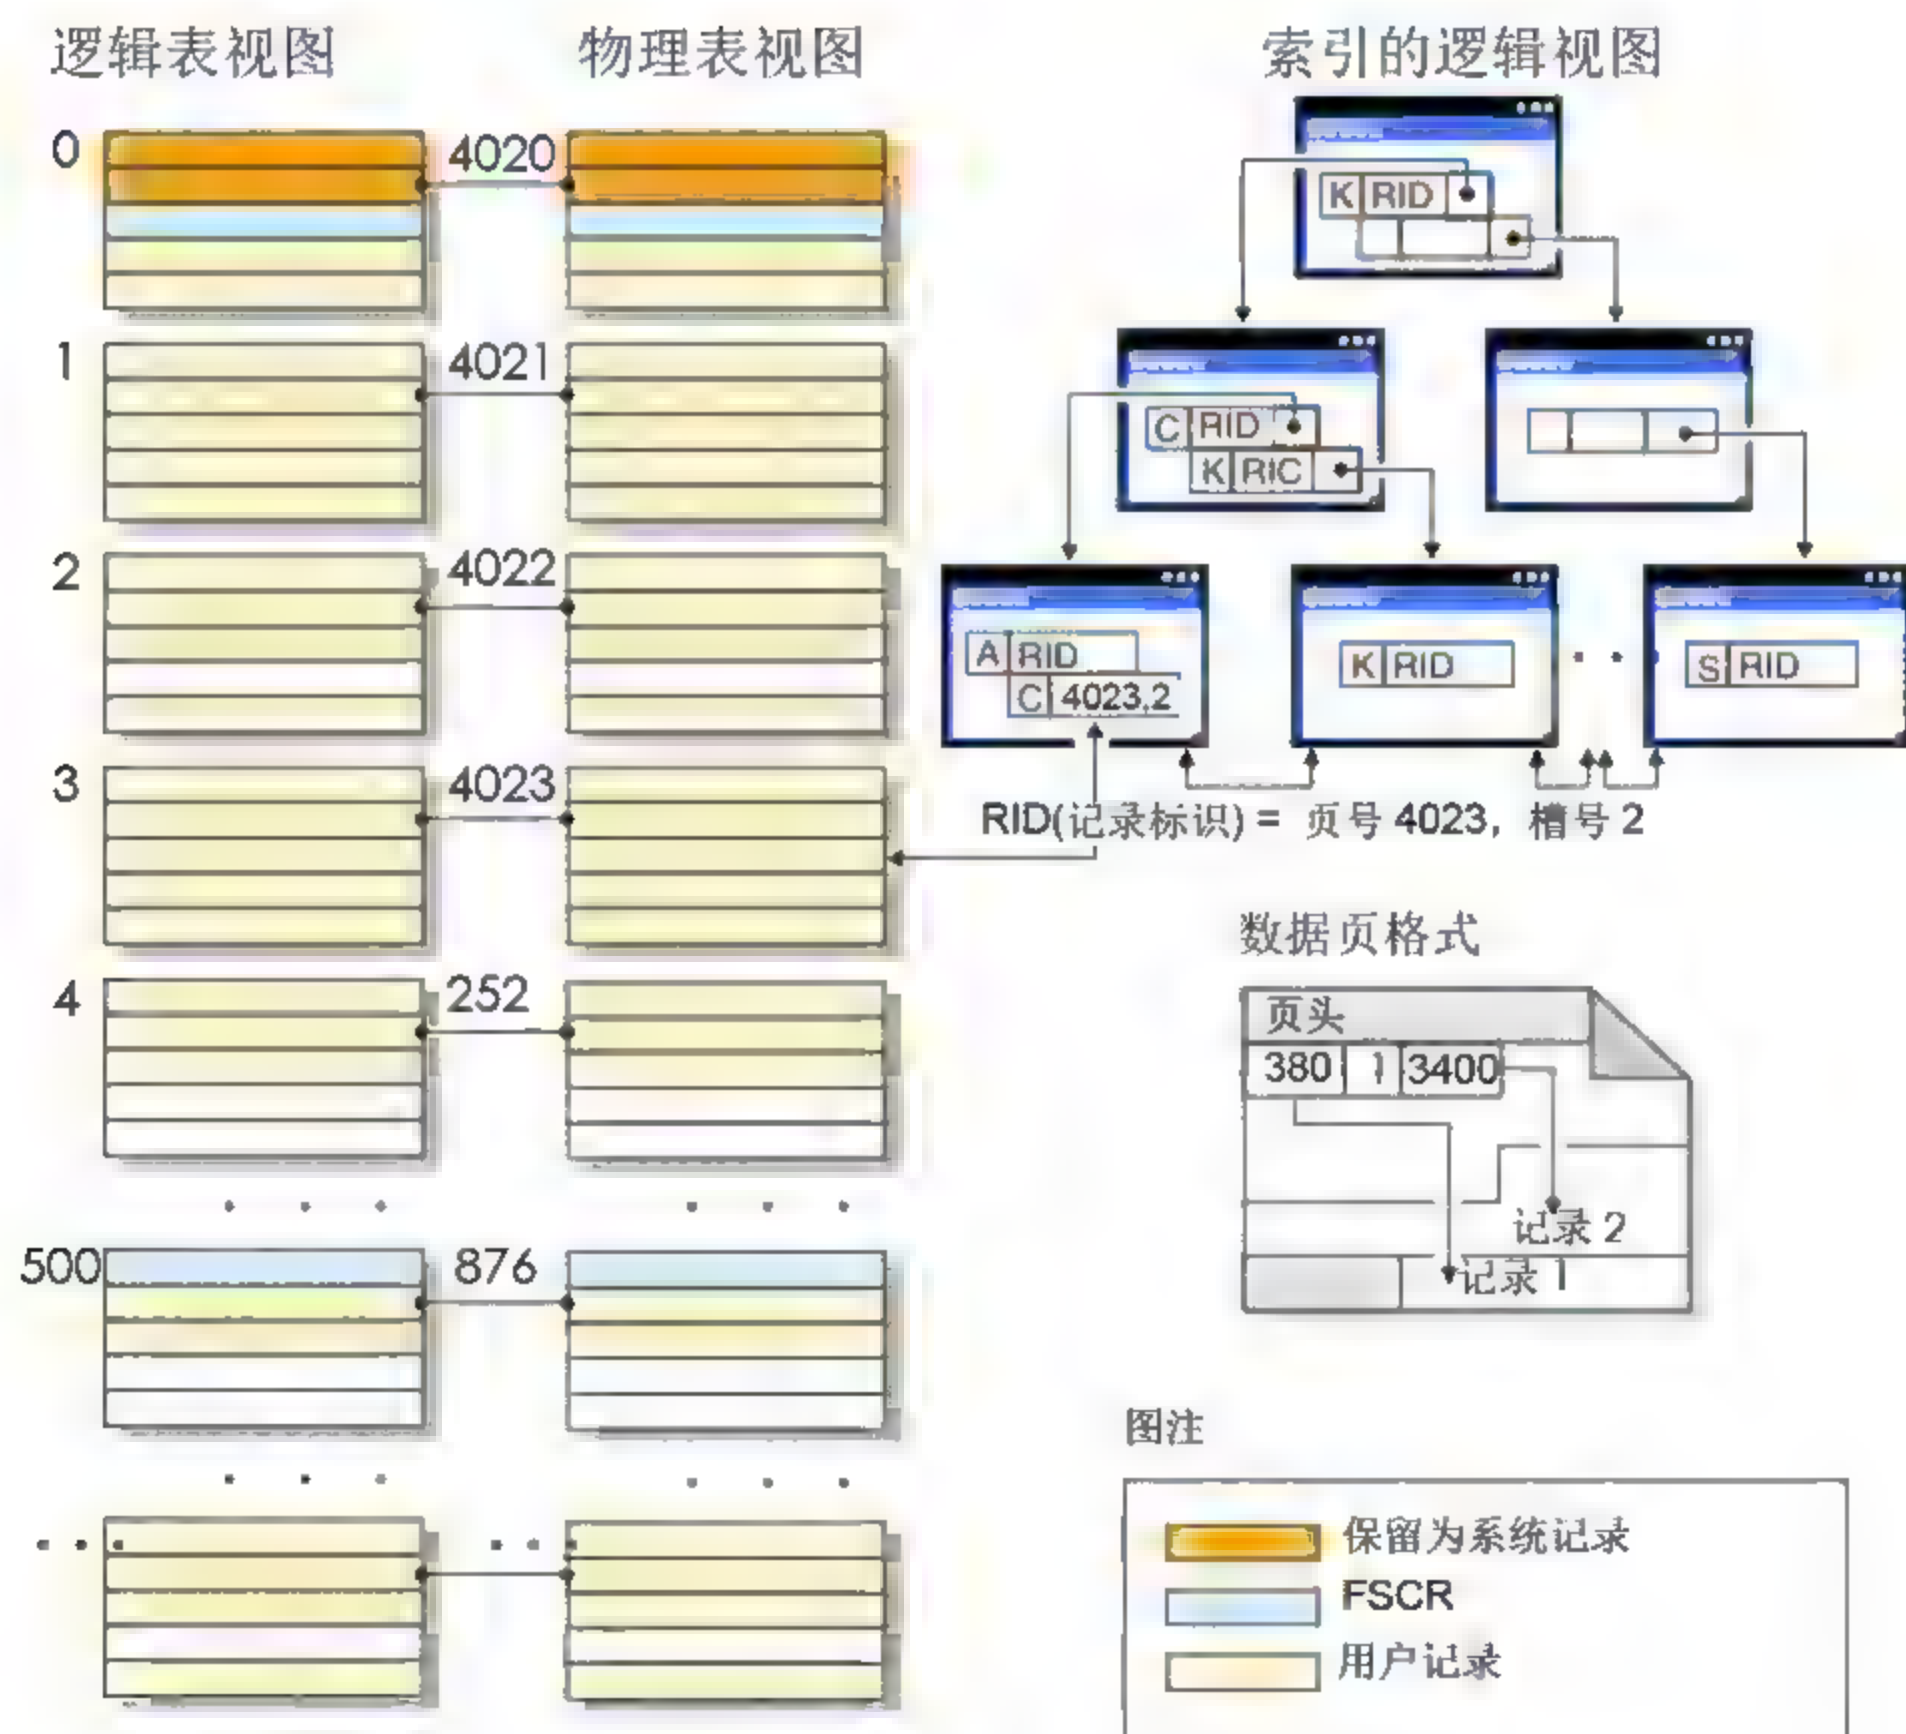 逻辑表视图
物理表视图
索引的逻辑视图
0
4020
1
4021
2
4022
3
4023
4
252
500
876
K RID
C RID
K RIC
A RID
C 4023,2
K RID
S RID
RID(记录标识) = 页号 4023, 槽号 2
数据页格式
页头
380 1 3400
记录 2
记录 1
图注
保留为系统记录
FSCR
用户记录